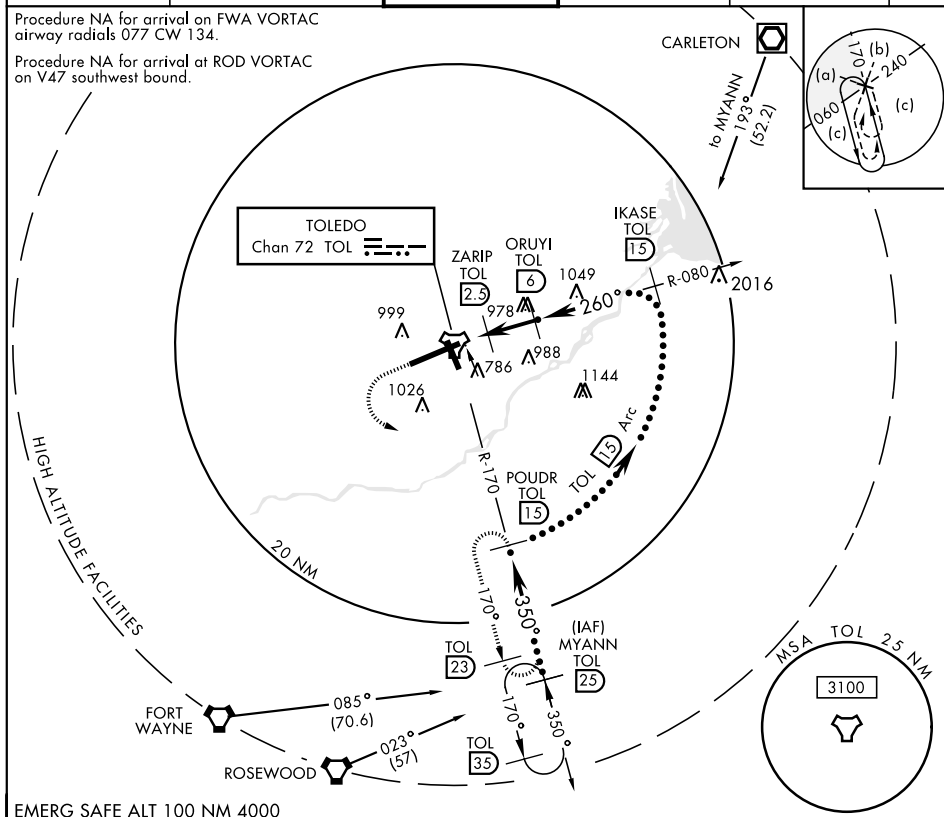 Procedure NA for arrival on FWA VORTAC
airway radials 077 CW 134.
Procedure NA for arrival at ROD VORTAC
on V47 southwest bound.
CARLETON
to MYANN
193°
(52.2)
(a)
170
(b)
240
060
(c)
(c)
TOLEDO
Chan 72 TOL
ZARIP
TOL
2.5
ORUYI
TOL
6
IKASE
TOL
15
1049
R-080
2016
260°
978
999
988
786
1026
1144
R-170
POUDR
TOL
15
TOL 15 Arc
20 NM
HIGH ALTITUDE FACILITIES
170°
350°
(IAF)
MYANN
TOL
25
TOL
23
170°
350°
TOL
35
FORT
WAYNE
085°
(70.6)
ROSEWOOD
023°
(57)
MSA TOL 25 NM
3100
EMERG SAFE ALT 100 NM 4000